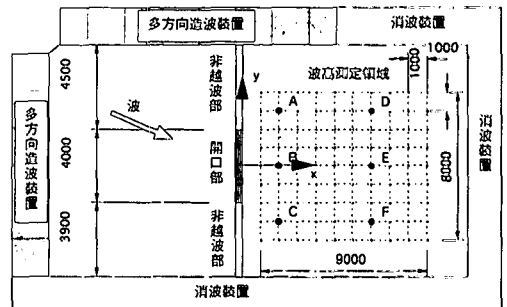 多方向造波装置
消波装置
1000
1000
4500
非越波部
y
波高測定領域
A
D
多方向造波装置
波
消波装置
4000
開口部
B
x
E
8000
3900
非越波部
C
F
9000
消波装置